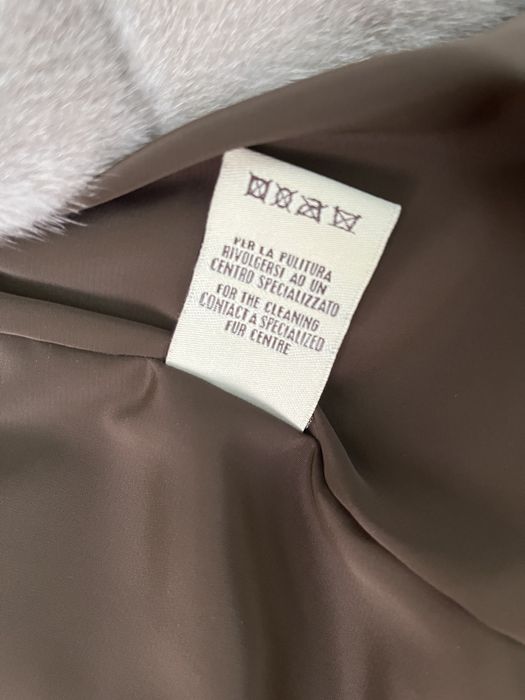 PER LA PULITURA
RIVOLGERSI AD UN
CENTRO SPECIALIZZATO
FOR THE CLEANING
CONTACT A SPECIALIZED
FUR CENTRE